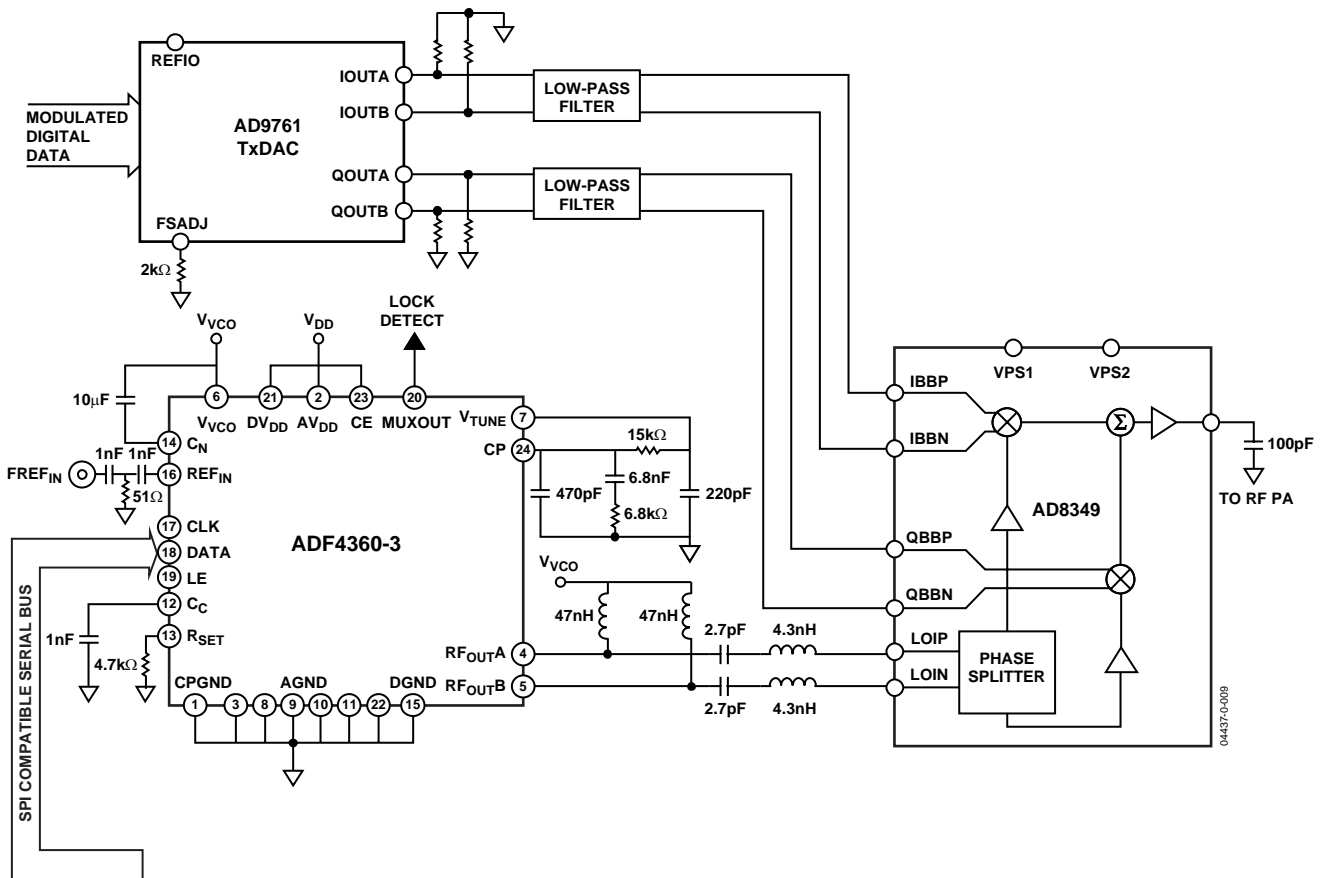 REFIO
MODULATED
DIGITAL
DATA
AD9761
TxDAC
IOUTA
IOUTB
QOUTA
QOUTB
FSADJ
2kΩ
LOW-PASS
FILTER
LOW-PASS
FILTER
VVCO
VDD
LOCK
DETECT
10µF
6
21
2
23
20
VVCO
DVDD
AVDD
CE
MUXOUT
VTUNE
7
CP
24
14
CN
1nF
1nF
FREFIN
16
REFIN
51Ω
17
CLK
18
DATA
19
LE
12
CC
1nF
13
RSET
4.7kΩ
ADF4360-3
15kΩ
470pF
6.8nF
6.8kΩ
220pF
VVCO
47nH
47nH
2.7pF
4.3nH
RFOUTA
4
RFOUTB
5
2.7pF
4.3nH
CPGND
AGND
DGND
1
3
8
9
10
11
22
15
SPI COMPATIBLE SERIAL BUS
VPS1
VPS2
IBBP
IBBN
Σ
100pF
TO RF PA
AD8349
QBBP
QBBN
LOIP
LOIN
PHASE
SPLITTER
04437-0-009